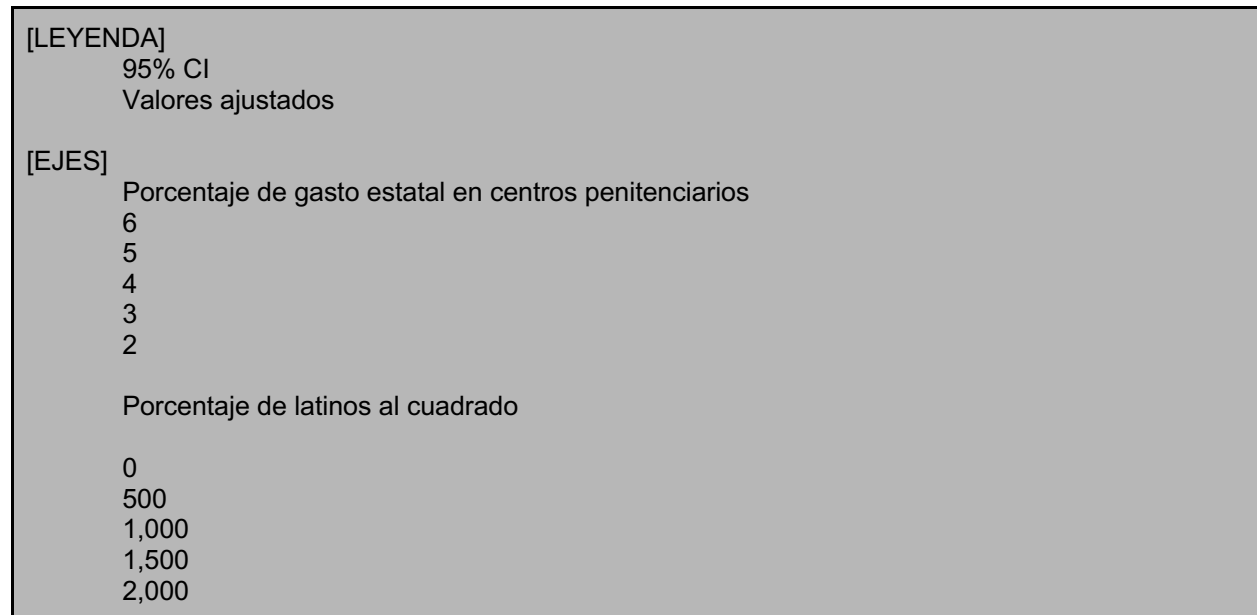 [LEYENDA]
95% CI
Valores ajustados
[EJES]
Porcentaje de gasto estatal en centros penitenciarios
6
5
4
3
2
Porcentaje de latinos al cuadrado
0
500
1,000
1,500
2,000